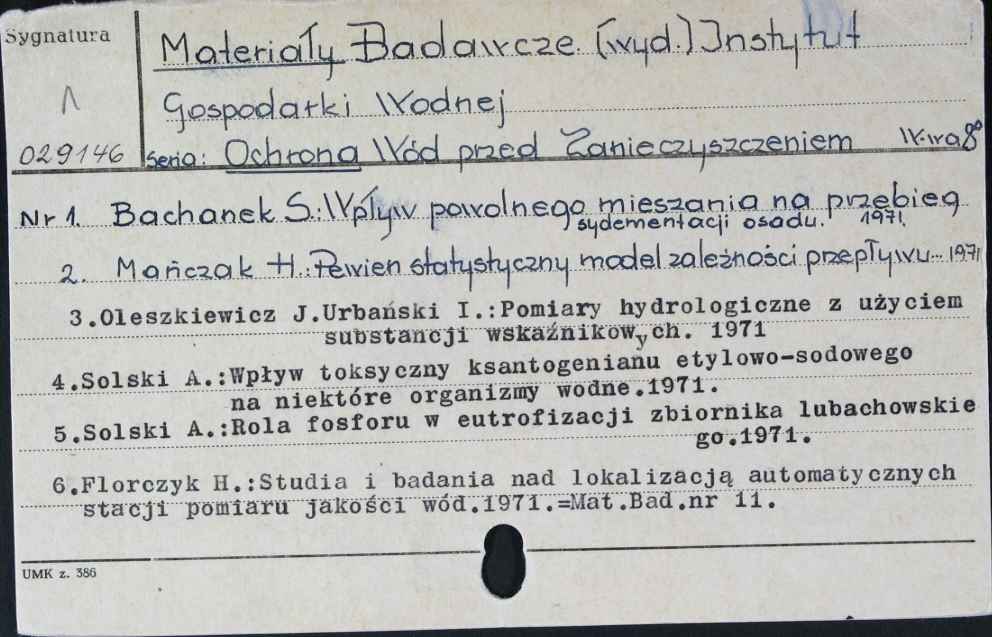 Sygnatura
Materiały Badawcze. (wyd.) Instytut
Gospodarki Wodnej
029146 Seria: Ochrona Wód przed Zanieczyszczeniem W-wa 8°
Nr 1. Bachanek S.: Wpływ powolnego mieszania na przebieg
sydementacji osadu. 1971.
2. Mańczak H.: Pewien statystyczny model zależności przepływu... 1971
3.Oleszkiewicz J.Urbański I.:Pomiary hydrologiczne z użyciem
substancji wskaźnikowych. 1971
4.Solski A.:Wpływ toksyczny ksantogenianu etylowo-sodowego
na niektóre organizmy wodne.1971.
5.Solski A.:Rola fosforu w eutrofizacji zbiornika lubachowskie
go.1971.
6.Florczyk H.:Studia i badania nad lokalizacją automatycznych
stacji pomiaru jakości wód.1971.=Mat.Bad.nr 11.
UMK z. 386